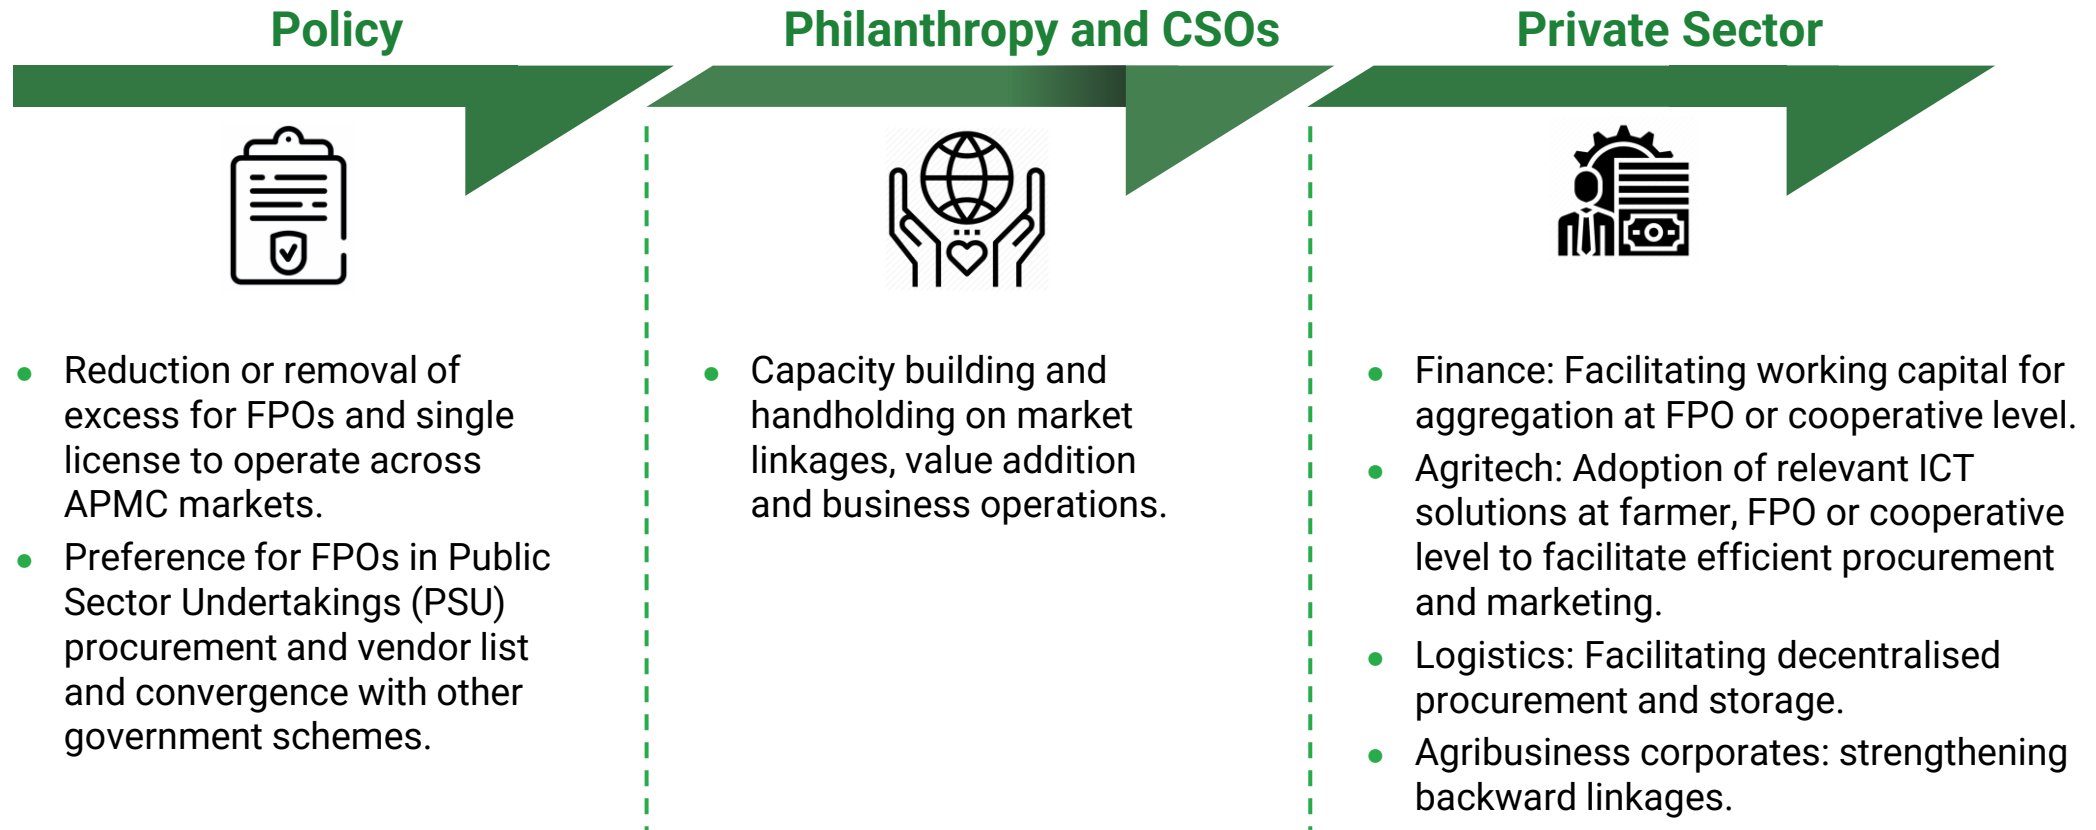 Policy
Reduction or removal of
excess for FPOs and single
license to operate across
APMC markets.
Preference for FPOs in Public
Sector Undertakings (PSU)
procurement and vendor list
and convergence with other
government schemes.
Philanthropy and CSOs
Capacity building and
handholding on market
linkages, value addition
and business operations.
Private Sector
Finance: Facilitating working capital for
aggregation at FPO or cooperative level.
Agritech: Adoption of relevant ICT
solutions at farmer, FPO or cooperative
level to facilitate efficient procurement
and marketing.
Logistics: Facilitating decentralised
procurement and storage.
Agribusiness corporates: strengthening
backward linkages.